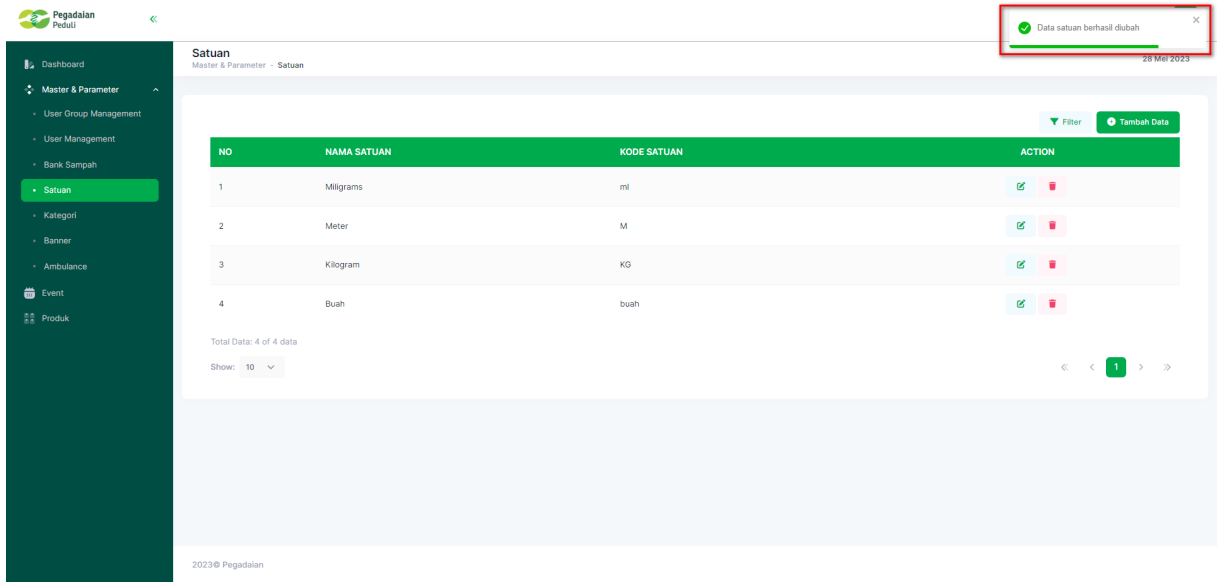 Pegadaian
Peduli
Data satuan berhasil diubah
Dashboard
Master & Parameter
User Group Management
User Management
Bank Sampah
Satuan
Kategori
Banner
Ambulance
Event
Produk
Satuan
Master & Parameter - Satuan
28 Mei 2023
Filter
Tambah Data
NO NAMA SATUAN KODE SATUAN ACTION
1 Miligrams ml
2 Meter M
3 Kilogram KG
4 Buah buah
Total Data: 4 of 4 data
Show: 10
1
2023© Pegadaian